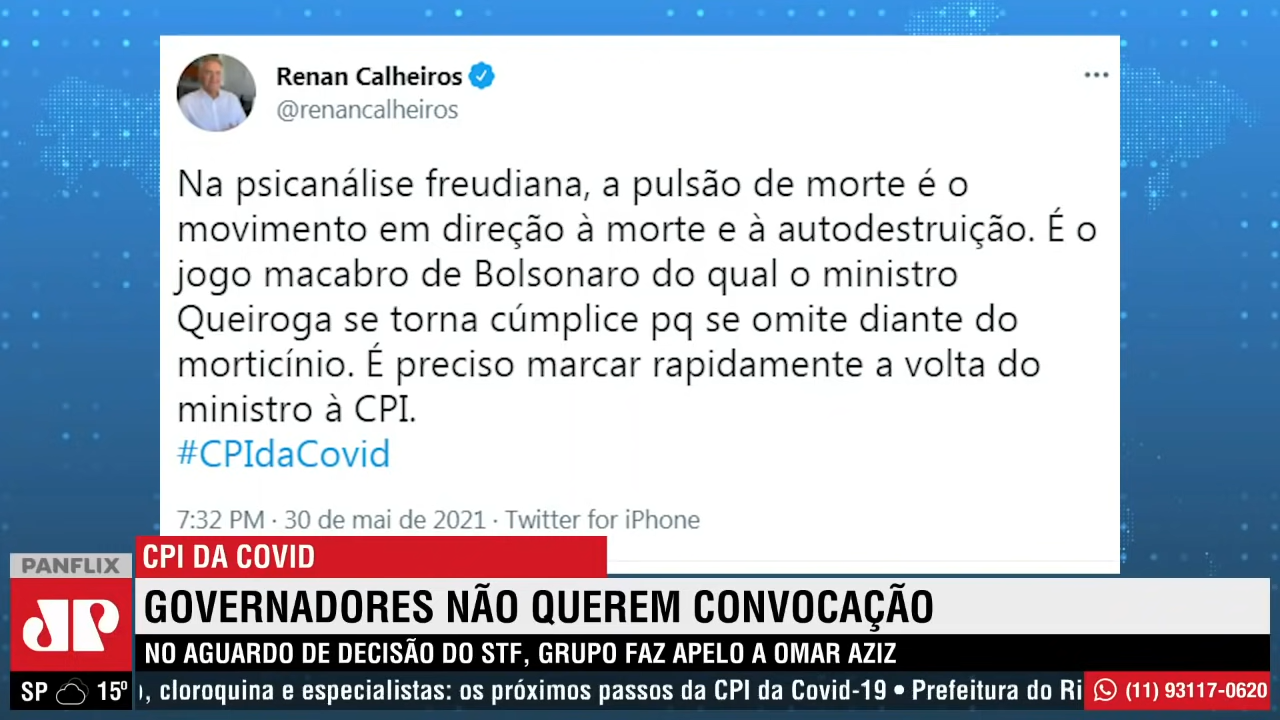 Renan Calheiros
@renancalheiros
Na psicanálise freudiana, a pulsão de morte é o
movimento em direção à morte e à autodestruição. É o
jogo macabro de Bolsonaro do qual o ministro
Queiroga se torna cúmplice pq se omite diante do
morticínio. É preciso marcar rapidamente a volta do
ministro à CPI.
#CPIdaCovid
7:32 PM · 30 de mai de 2021 · Twitter for iPhone
PANFLIX
JP
CPI DA COVID
GOVERNADORES NÃO QUEREM CONVOCAÇÃO
NO AGUARDO DE DECISÃO DO STF, GRUPO FAZ APELO A OMAR AZIZ
SP 15º
, cloroquina e especialistas: os próximos passos da CPI da Covid-19 • Prefeitura do Ri
(11) 93117-0620